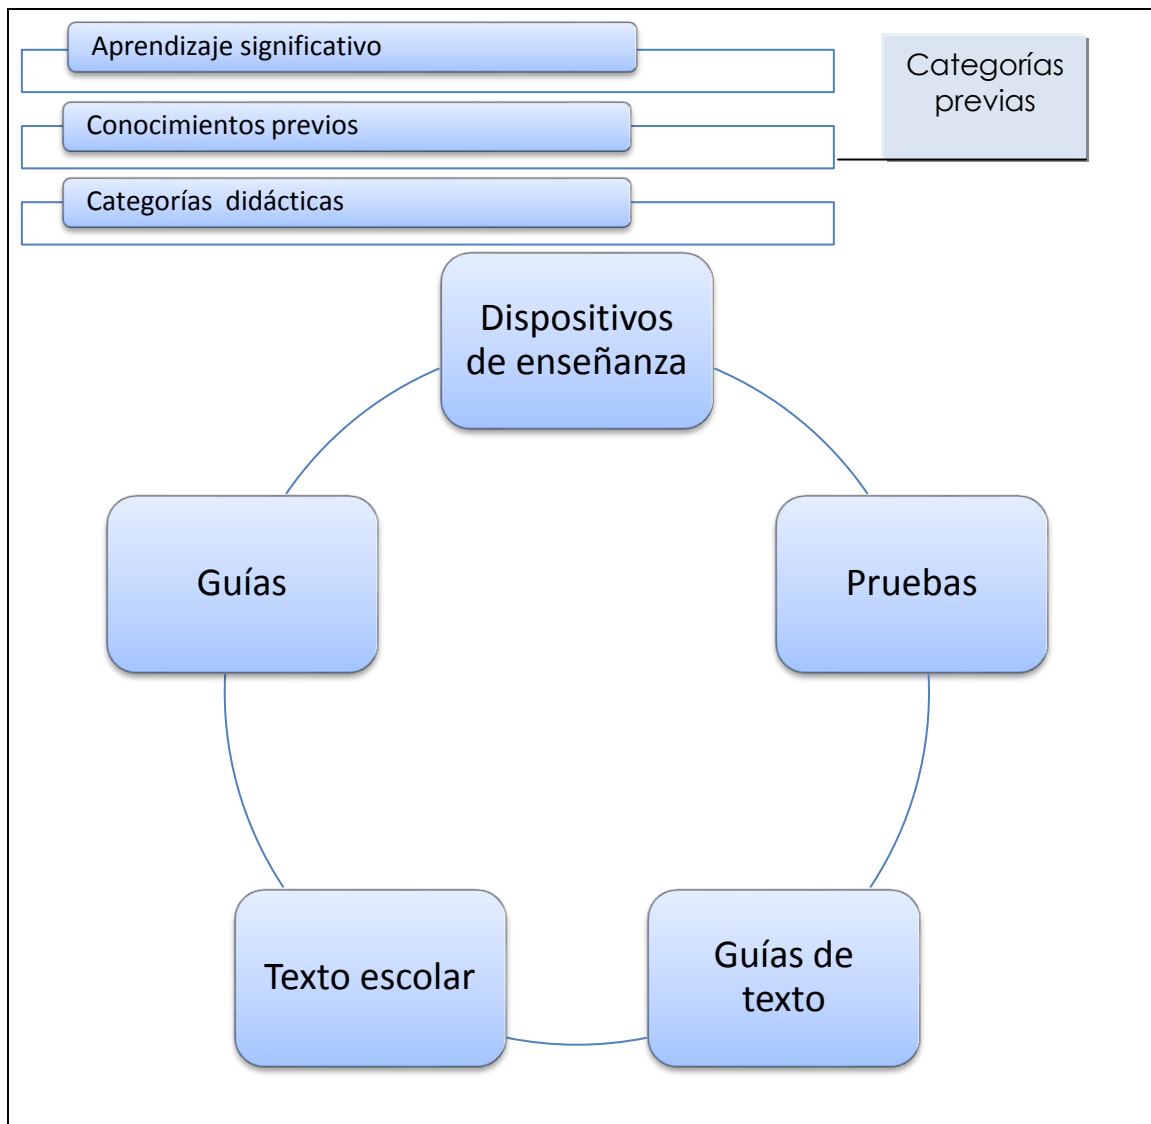 Aprendizaje significativo
Categorías
previas
Conocimientos previos
Categorías  didácticas
Dispositivos
de enseñanza
Guías
Pruebas
Texto escolar
Guías de
texto